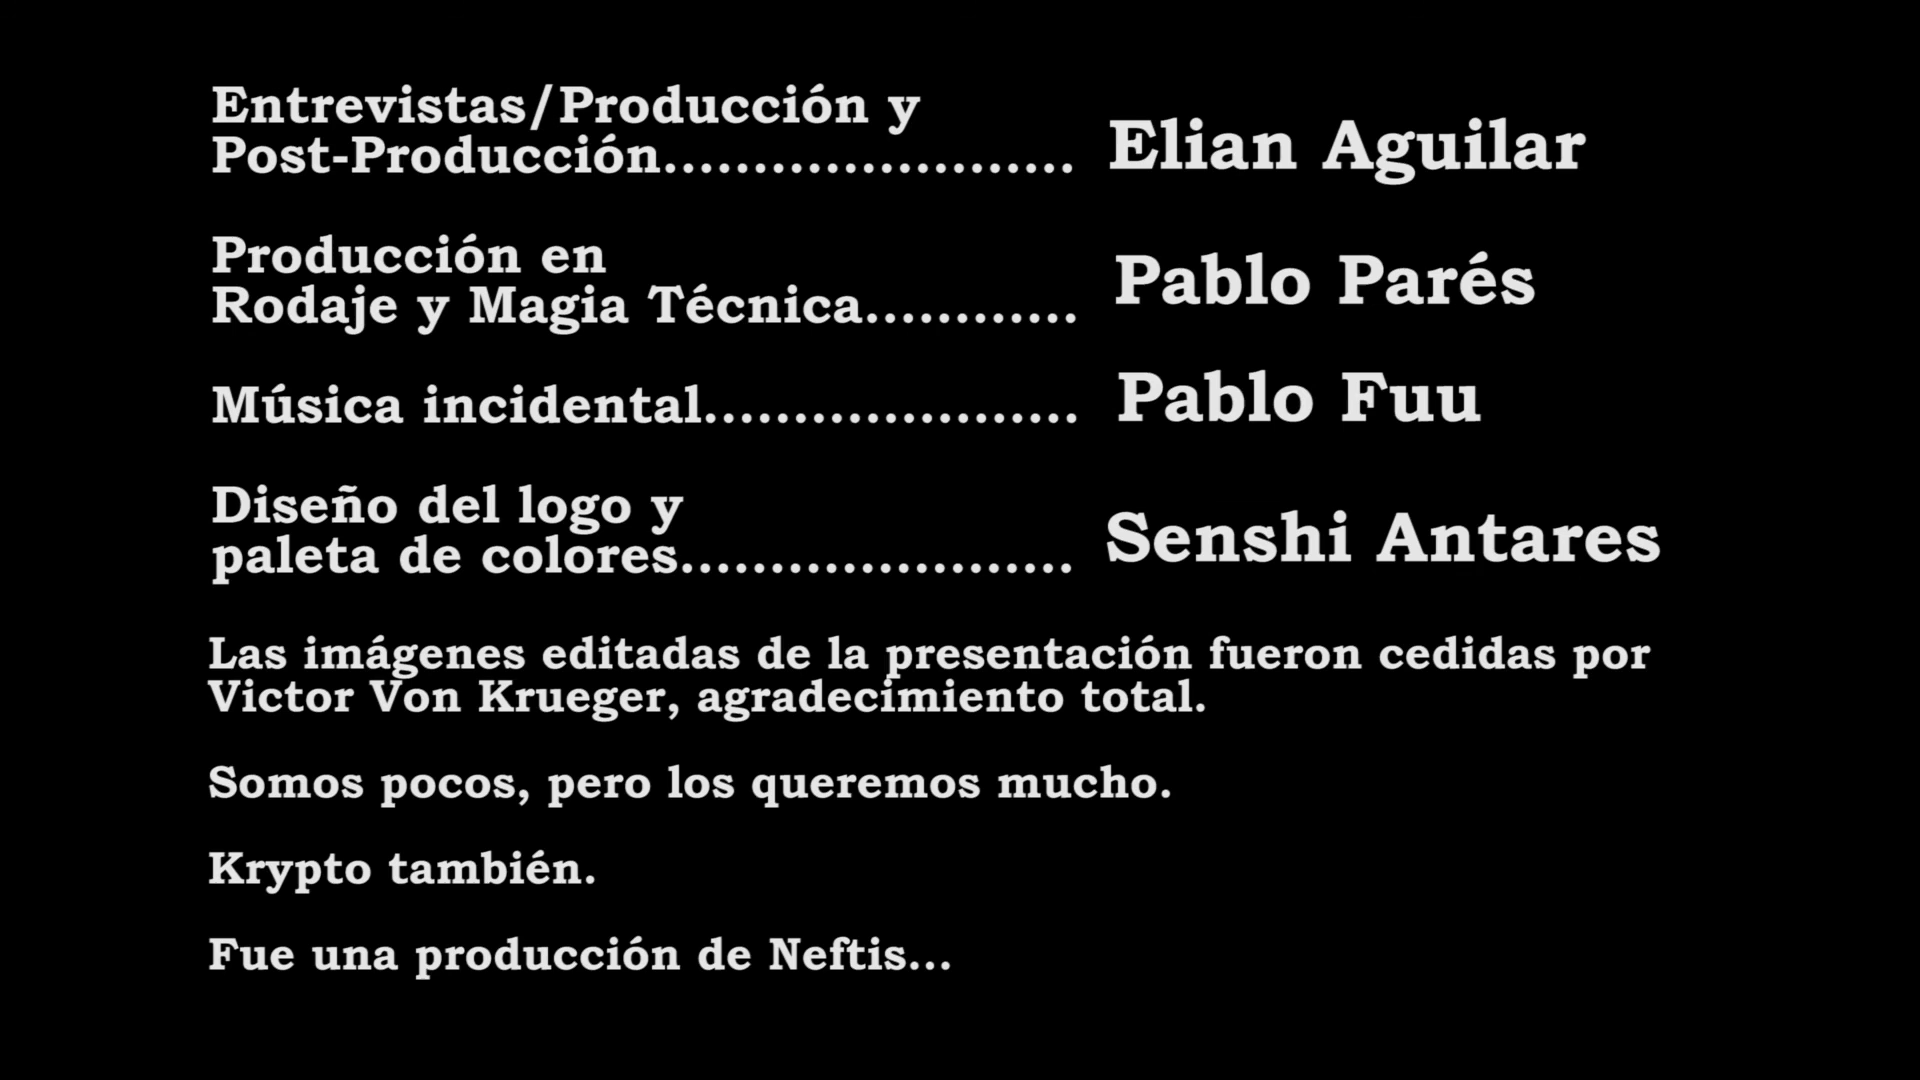 Entrevistas/Producción y
Post-Producción....................... Elian Aguilar
Producción en
Rodaje y Magia Técnica............ Pablo Parés
Música incidental..................... Pablo Fuu
Diseño del logo y
paleta de colores...................... Senshi Antares
Las imágenes editadas de la presentación fueron cedidas por
Victor Von Krueger, agradecimiento total.
Somos pocos, pero los queremos mucho.
Krypto también.
Fue una producción de Neftis...